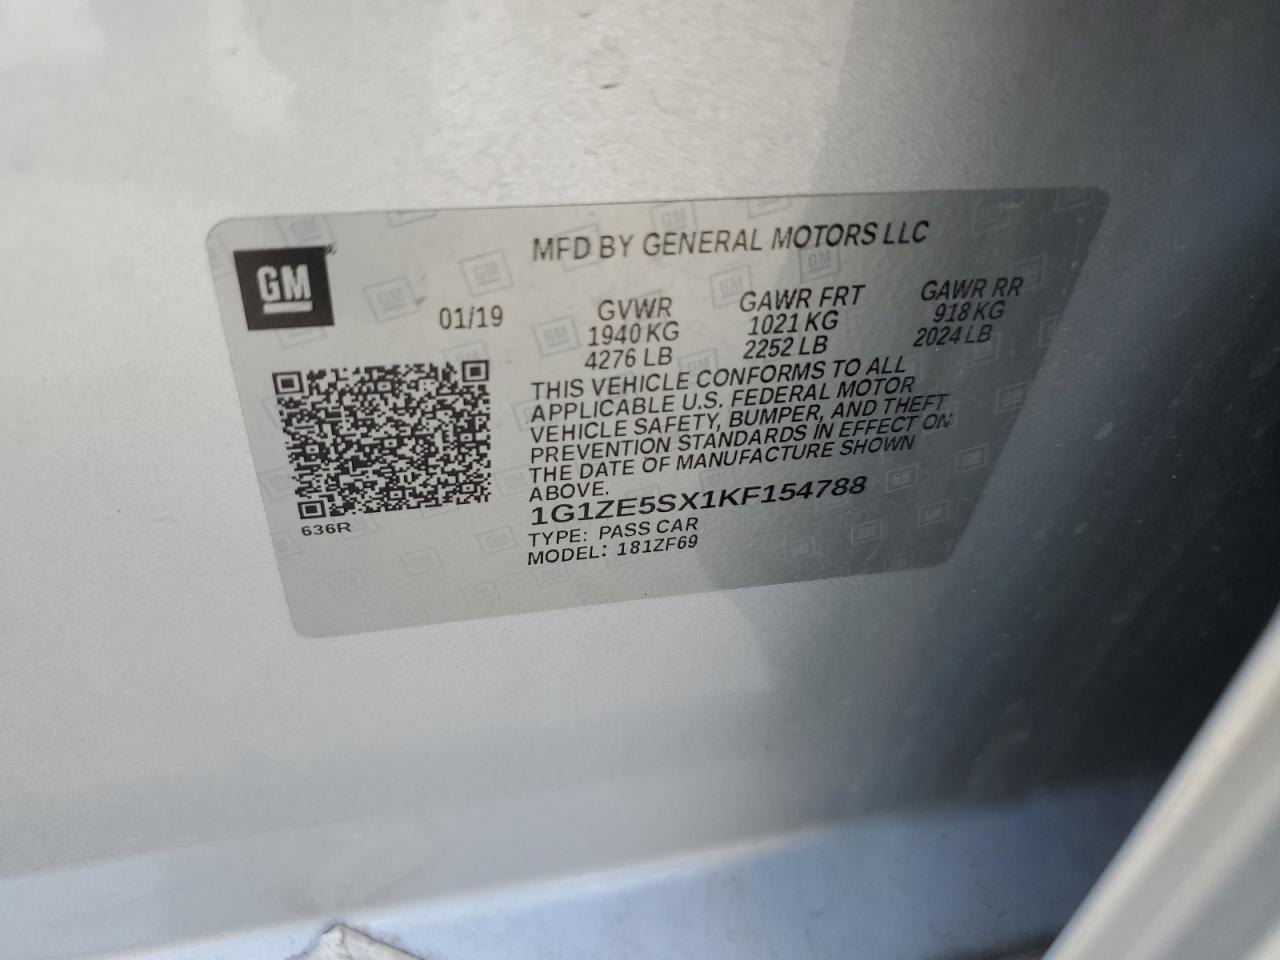 MFD BY GENERAL MOTORS LLC
GM
01/19
GVWR
1940 KG
4276 LB
GAWR FRT
1021 KG
2252 LB
GAWR RR
918 KG
2024 LB
THIS VEHICLE CONFORMS TO ALL
APPLICABLE U.S. FEDERAL MOTOR
VEHICLE SAFETY, BUMPER, AND THEFT
PREVENTION STANDARDS IN EFFECT ON
THE DATE OF MANUFACTURE SHOWN
ABOVE.
1G1ZE5SX1KF154788
TYPE: PASS CAR
MODEL: 181ZF69
636R